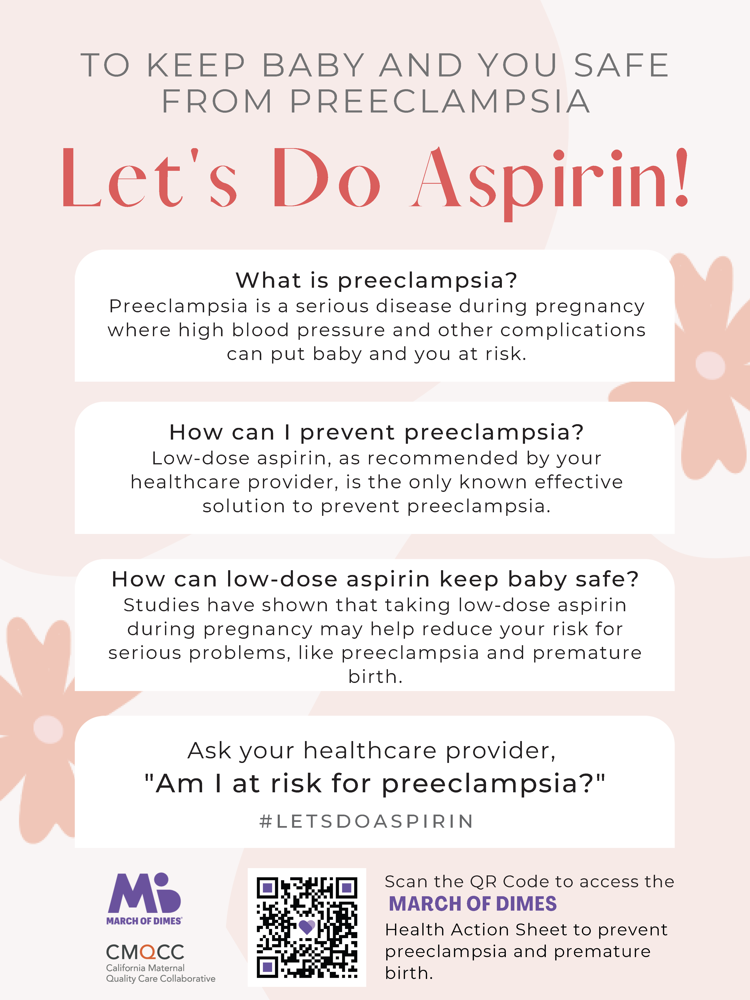 TO KEEP BABY AND YOU SAFE
FROM PREECLAMPSIA
Let's Do Aspirin!
What is preeclampsia?
Preeclampsia is a serious disease during pregnancy
where high blood pressure and other complications
can put baby and you at risk.
How can I prevent preeclampsia?
Low-dose aspirin, as recommended by your
healthcare provider, is the only known effective
solution to prevent preeclampsia.
How can low-dose aspirin keep baby safe?
Studies have shown that taking low-dose aspirin
during pregnancy may help reduce your risk for
serious problems, like preeclampsia and premature
birth.
Ask your healthcare provider,
"Am I at risk for preeclampsia?"
#LETSDOASPIRIN
MARCH OF DIMES®
CMQCC
California Maternal
Quality Care Collaborative
Scan the QR Code to access the
MARCH OF DIMES
Health Action Sheet to prevent
preeclampsia and premature
birth.